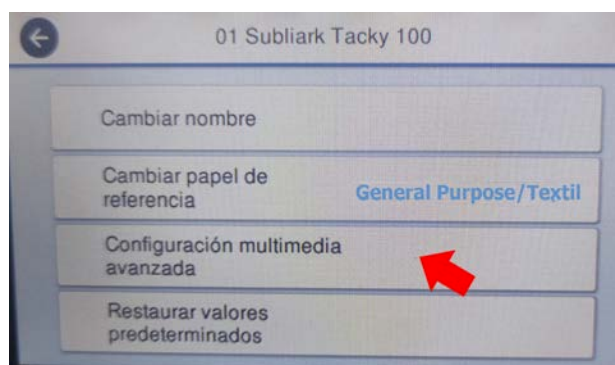 01 Subliark Tacky 100
Cambiar nombre
Cambiar papel de
referencia
General Purpose/Textil
Configuración multimedia
avanzada
Restaurar valores
predeterminados